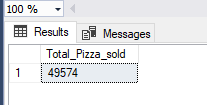 100 %
Results Messages
Total_Pizza_sold
1 49574